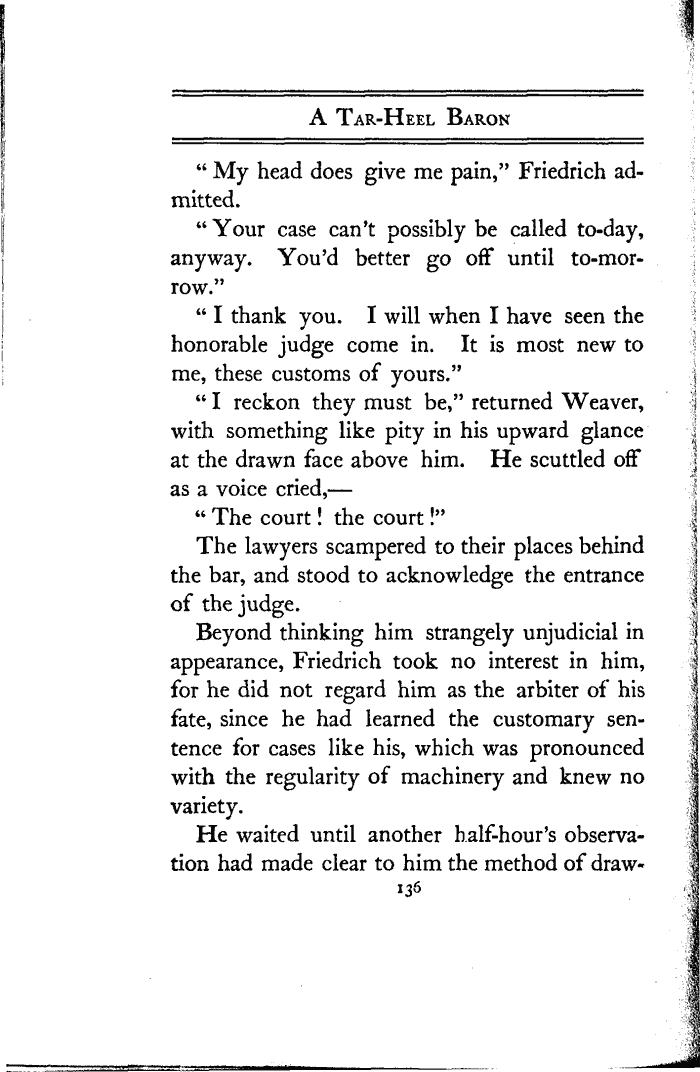 A Tar-Heel Baron
“ My head does give me pain,” Friedrich ad-
mitted.
“ Your case can't possibly be called to-day,
anyway. You'd better go off until to-mor-
row.”
“ I thank you. I will when I have seen the
honorable judge come in. It is most new to
me, these customs of yours.”
“ I reckon they must be,” returned Weaver,
with something like pity in his upward glance
at the drawn face above him. He scuttled off
as a voice cried,—
“ The court ! the court !”
The lawyers scampered to their places behind
the bar, and stood to acknowledge the entrance
of the judge.
Beyond thinking him strangely unjudicial in
appearance, Friedrich took no interest in him,
for he did not regard him as the arbiter of his
fate, since he had learned the customary sen-
tence for cases like his, which was pronounced
with the regularity of machinery and knew no
variety.
He waited until another half-hour's observa-
tion had made clear to him the method of draw-
136